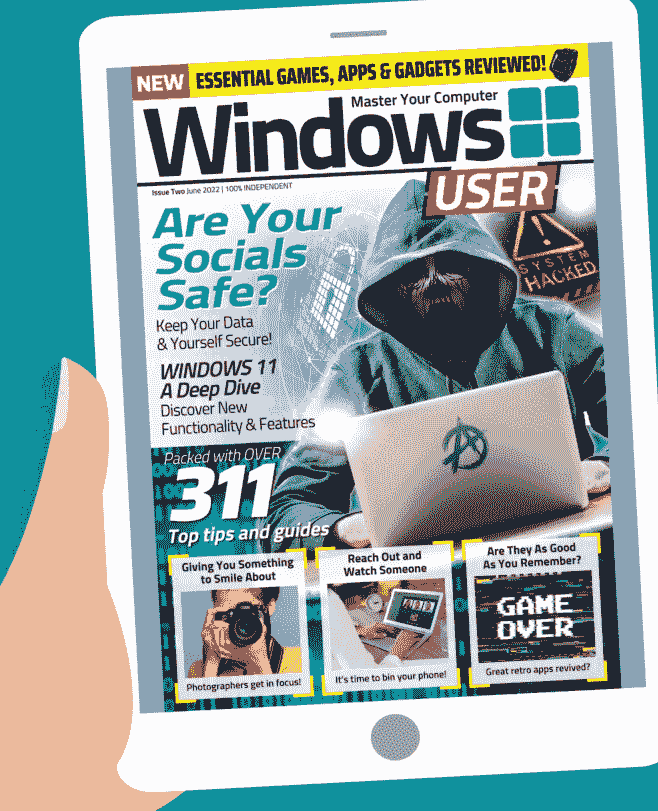 NEW ESSENTIAL GAMES, APPS & GADGETS REVIEWED!
Master Your Computer
Windows
USER
Issue Two June 2022 | 100% INDEPENDENT
Are Your
Socials
Safe?
Keep Your Data
& Yourself Secure!
WINDOWS 11
A Deep Dive
Discover New
Functionality & Features
SYSTEM
HACKED
Packed with OVER
311
Top tips and guides
Giving You Something
to Smile About
Photographers get in focus!
Reach Out and
Watch Someone
It's time to bin your phone!
Are They As Good
As You Remember?
GAME
OVER
Great retro apps revived?